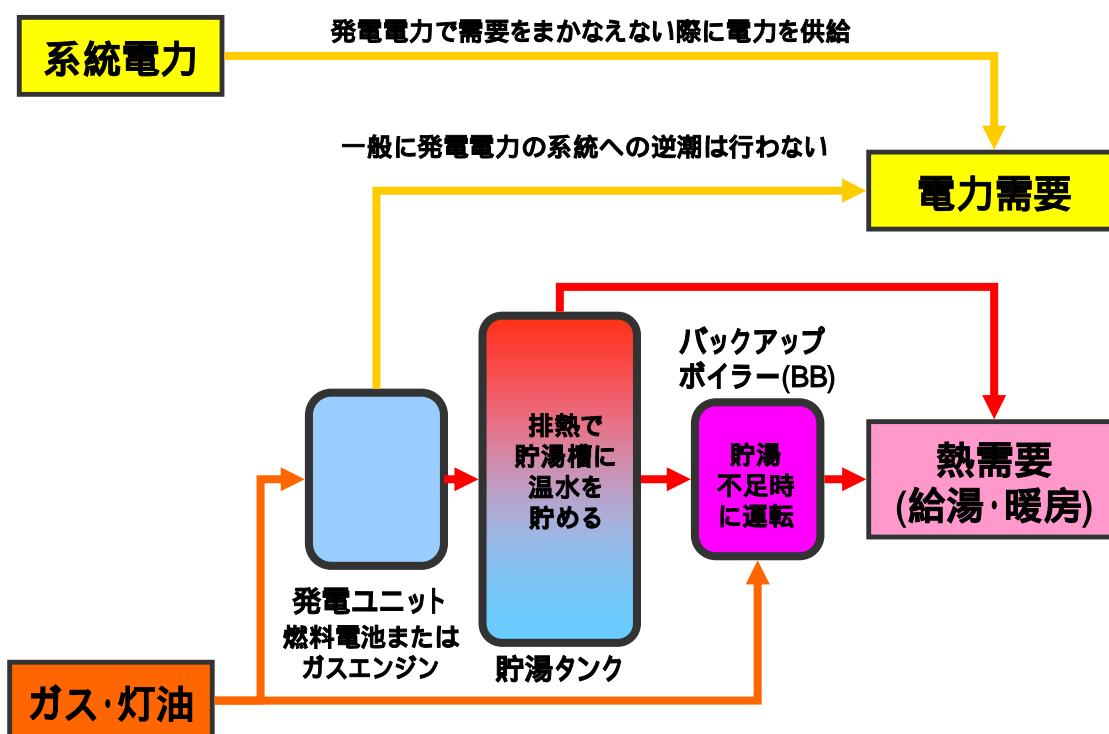 発電電力で需要をまかなえない際に電力を供給
系統電力
一般に発電電力の系統への逆潮は行わない
電力需要
バックアップ
ボイラー(BB)
排熱で
貯湯槽に
温水を
貯める
貯湯
不足時
に運転
熱需要
(給湯・暖房)
発電ユニット
燃料電池または
ガスエンジン
貯湯タンク
ガス・灯油